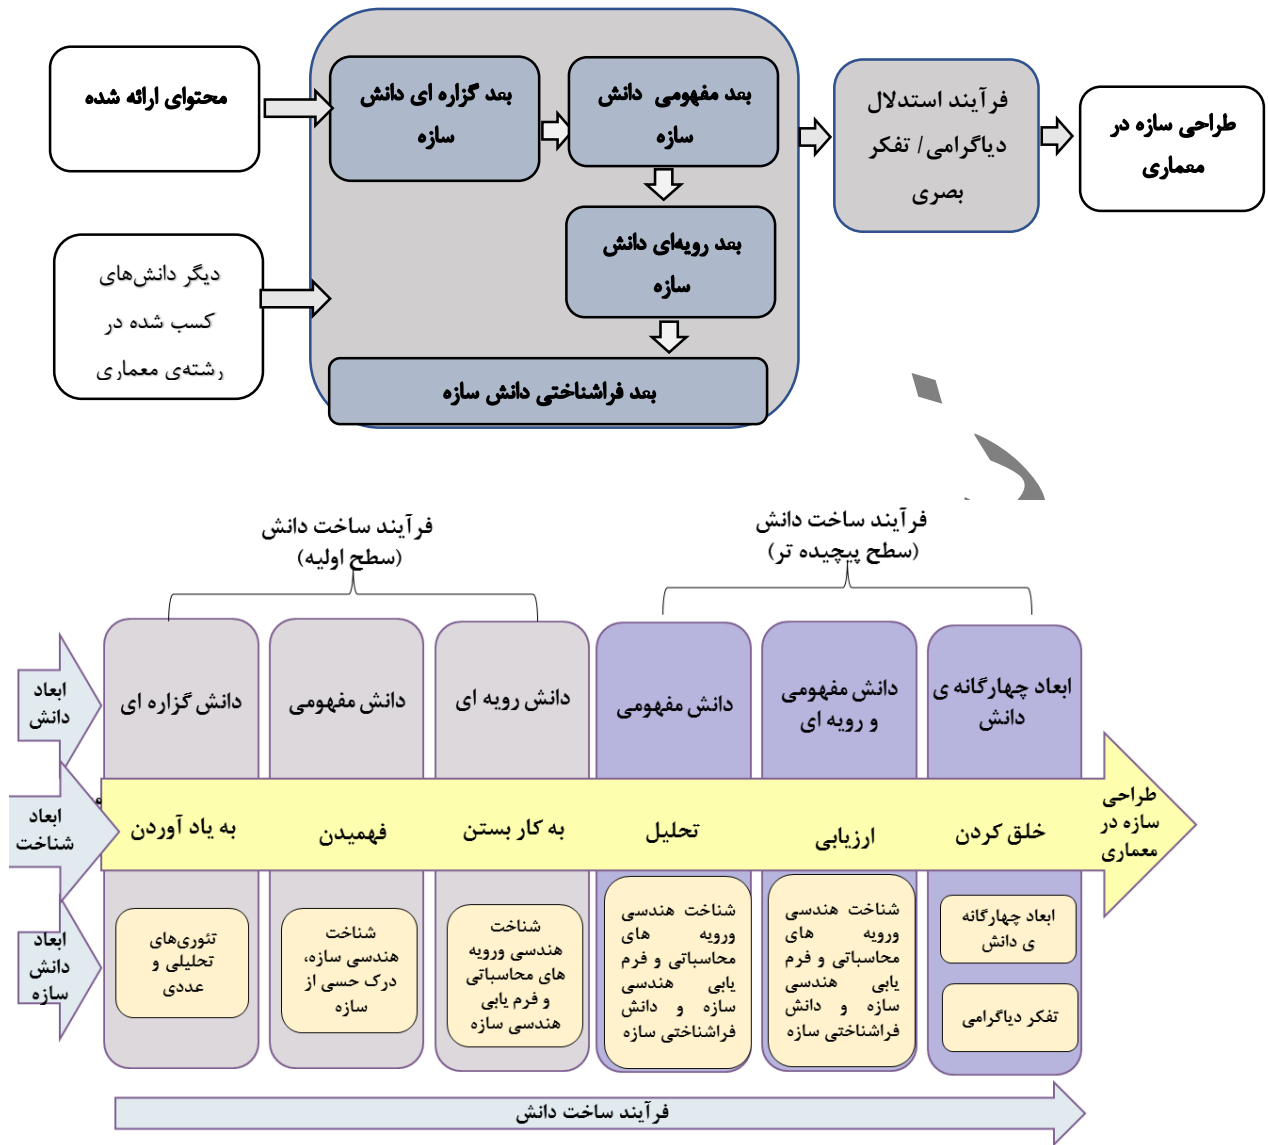 محتوای ارائه شده
بعد گزاره ای دانش
سازه
بعد مفهومی دانش
سازه
فرآیند استدلال
دیاگرامی/ تفکر
بصری
طراحی سازه در
معماری
دیگر دانش‌های
کسب شده در
رشته‌ی معماری
بعد رویه‌ای دانش
سازه
بعد فراشناختی دانش سازه
فرآیند ساخت دانش
(سطح اولیه)
فرآیند ساخت دانش
(سطح پیچیده تر)
ابعاد
دانش
دانش گزاره ای
دانش مفهومی
دانش رویه ای
دانش مفهومی
دانش مفهومی
و رویه ای
ابعاد چهارگانه ی
دانش
ابعاد
شناخت
به یاد آوردن
فهمیدن
به کار بستن
تحلیل
ارزیابی
خلق کردن
طراحی
سازه در
معماری
ابعاد
دانش
سازه
تئوری‌های
تحلیلی و
عددی
شناخت
هندسی سازه،
درک حسی از
سازه
شناخت
هندسی ورویه
های محاسباتی
و فرم یابی
هندسی سازه
شناخت هندسی
ورویه های
محاسباتی و فرم
یابی هندسی
سازه و دانش
فراشناختی سازه
شناخت هندسی
ورویه های
محاسباتی و فرم
یابی هندسی
سازه و دانش
فراشناختی سازه
ابعاد چهارگانه
ی دانش
تفکر دیاگرامی
فرآیند ساخت دانش